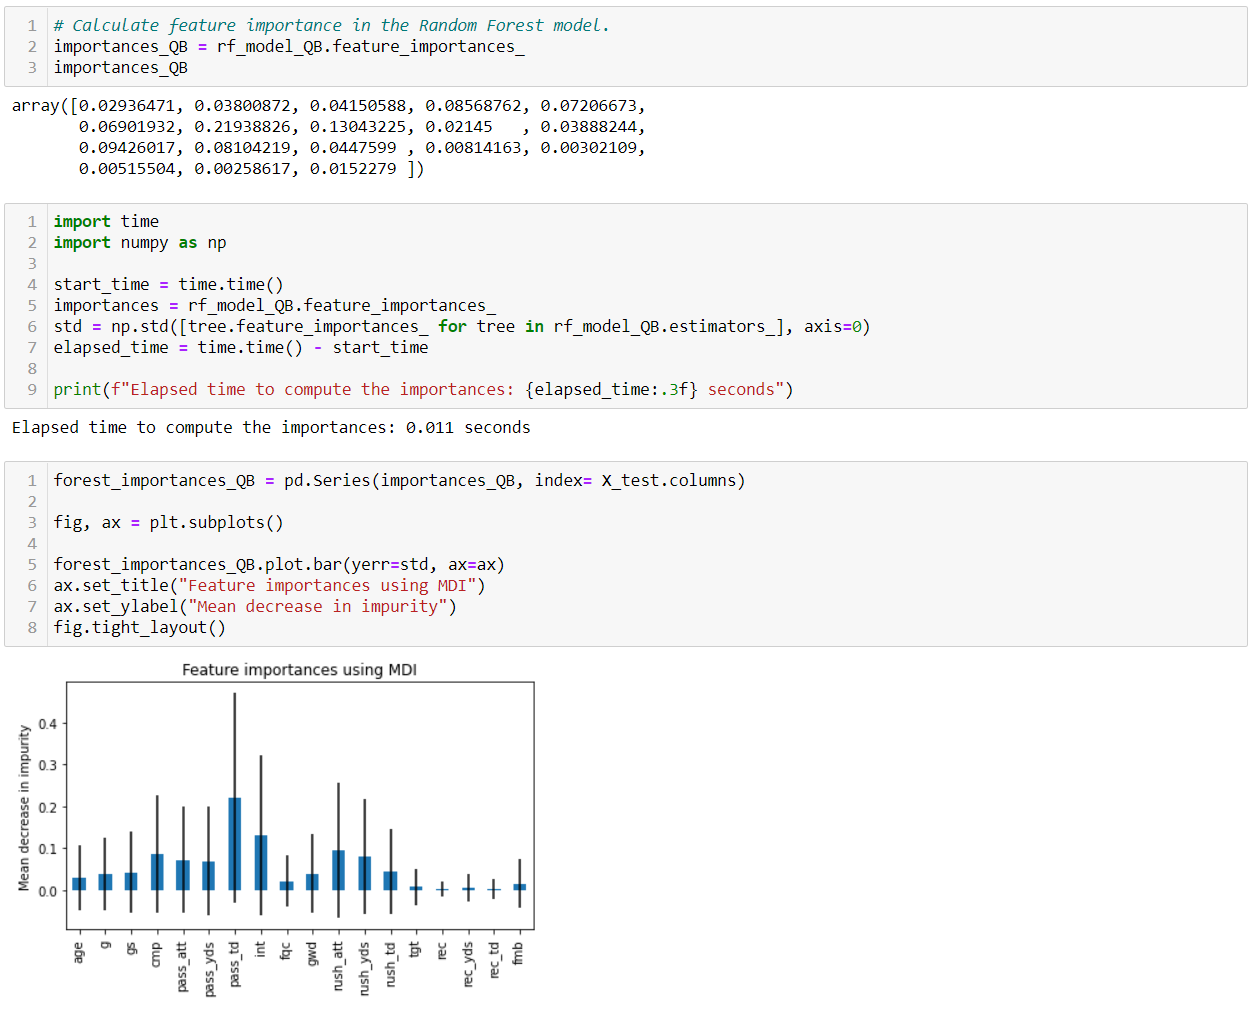 1 # Calculate feature importance in the Random Forest model.
2 importances_QB = rf_model_QB.feature_importances_
3 importances_QB
array([0.02936471, 0.03800872, 0.04150588, 0.08568762, 0.07206673,
0.06901932, 0.21938826, 0.13043225, 0.02145   , 0.03888244,
0.09426017, 0.08104219, 0.0447599 , 0.00814163, 0.00302109,
0.00515504, 0.00258617, 0.0152279 ])
1 import time
2 import numpy as np
3
4 start_time = time.time()
5 importances = rf_model_QB.feature_importances_
6 std = np.std([tree.feature_importances_ for tree in rf_model_QB.estimators_], axis=0)
7 elapsed_time = time.time() - start_time
8
9 print(f"Elapsed time to compute the importances: {elapsed_time:.3f} seconds")
Elapsed time to compute the importances: 0.011 seconds
1 forest_importances_QB = pd.Series(importances_QB, index= X_test.columns)
2
3 fig, ax = plt.subplots()
4
5 forest_importances_QB.plot.bar(yerr=std, ax=ax)
6 ax.set_title("Feature importances using MDI")
7 ax.set_ylabel("Mean decrease in impurity")
8 fig.tight_layout()
Feature importances using MDI
Mean decrease in impurity
0.4
0.3
0.2
0.1
0.0
age
g
gs
cmp
pass_att
pass_yds
pass_td
int
fqc
gwd
rush_att
rush_yds
rush_td
tgt
rec
rec_yds
rec_td
fmb